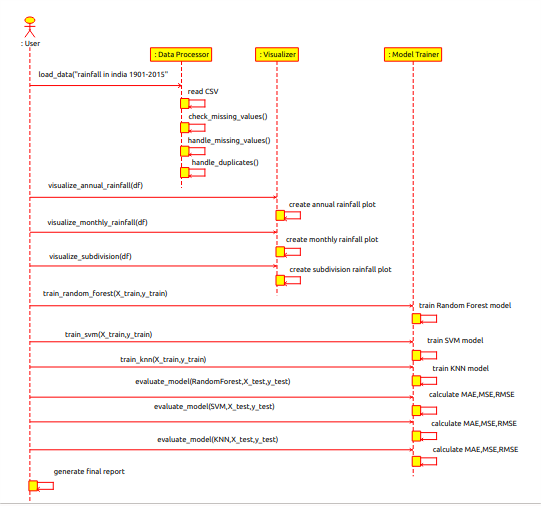 : User
: Data Processor
: Visualizer
: Model Trainer
load_data("rainfall in india 1901-2015"
read CSV
check_missing_values()
handle_missing_values()
handle_duplicates()
visualize_annual_rainfall(df)
create annual rainfall plot
visualize_monthly_rainfall(df)
create monthly rainfall plot
visualize_subdivision(df)
create subdivision rainfall plot
train_random_forest(X_train,y_train)
train Random Forest model
train_svm(X_train,y_train)
train SVM model
train_knn(X_train,y_train)
train KNN model
evaluate_model(RandomForest,X_test,y_test)
calculate MAE,MSE,RMSE
evaluate_model(SVM,X_test,y_test)
calculate MAE,MSE,RMSE
evaluate_model(KNN,X_test,y_test)
calculate MAE,MSE,RMSE
generate final report